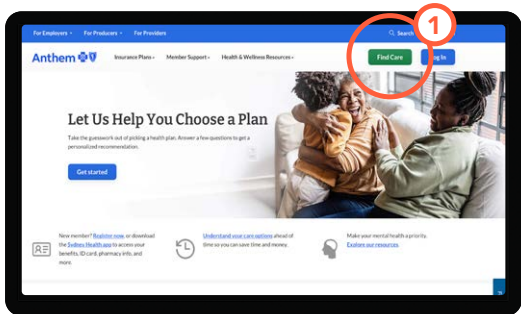 1
For Employers For Producers For Providers
Search
Anthem
Insurance Plans Member Support Health & Wellness Resources
Find Care
Log In
Let Us Help You Choose a Plan
Take the guesswork out of picking a health plan. Answer a few questions to get a
personalized recommendation.
Get started
New member? Register now, or download
the Sydney Health app to access your
benefits, ID card, pharmacy info, and
more.
Understand your care options ahead of
time so you can save time and money.
Make your mental health a priority.
Explore our resources.